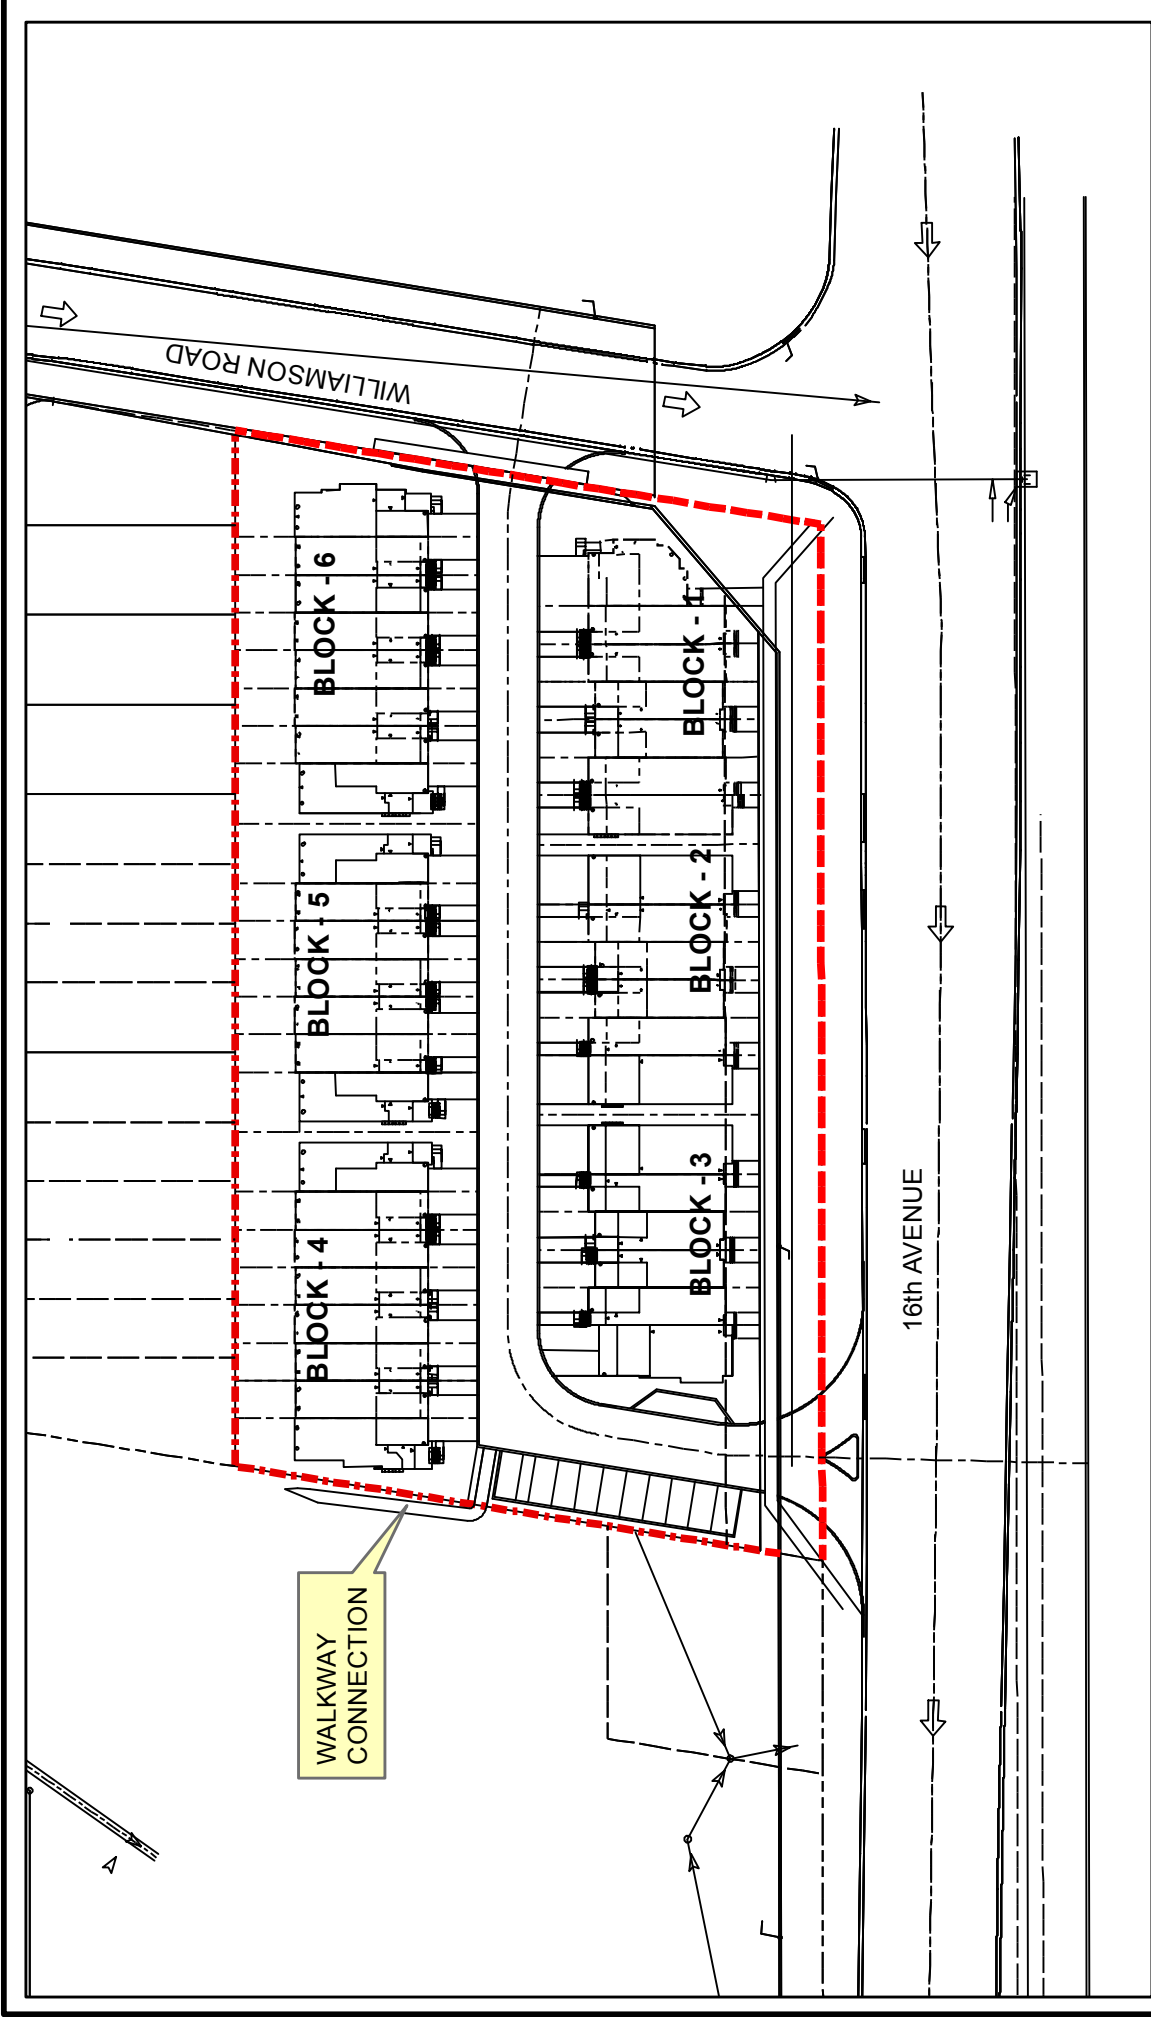 WILLIAMSON ROAD
BLOCK - 6
BLOCK - 5
BLOCK - 4
BLOCK - 1
BLOCK - 2
BLOCK - 3
16th AVENUE
WALKWAY
CONNECTION